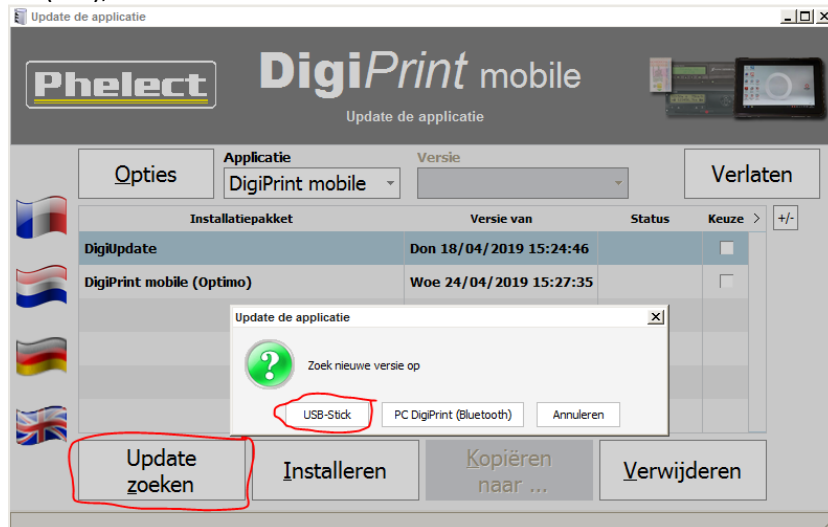 Update de applicatie
Phelect
DigiPrint mobile
Update de applicatie
Opties
Applicatie
DigiPrint mobile
Versie
Verlaten
Installatiepakket Versie van Status Keuze > +/-
DigiUpdate Don 18/04/2019 15:24:46
DigiPrint mobile (Optimo) Woe 24/04/2019 15:27:35
Update de applicatie
Zoek nieuwe versie op
USB-Stick PC DigiPrint (Bluetooth) Annuleren
Update
zoeken
Installeren
Kopiëren
naar ...
Verwijderen